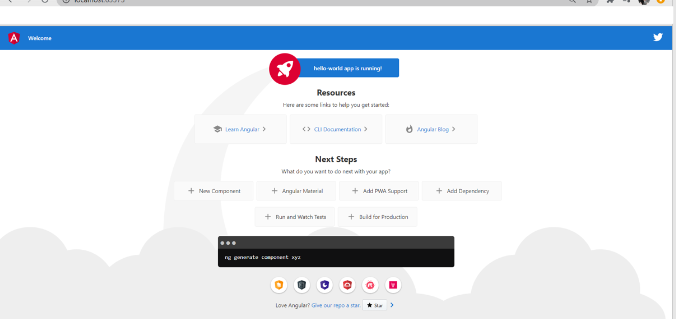 Welcome
hello-world app is running!
Resources
Here are some links to help you get started:
Learn Angular
CLI Documentation
Angular Blog
Next Steps
What do you want to do next with your app?
+ New Component
+ Angular Material
+ Add PWA Support
+ Add Dependency
+ Run and Watch Tests
+ Build for Production
ng generate component xyz
Love Angular? Give our repo a star. ★ Star >